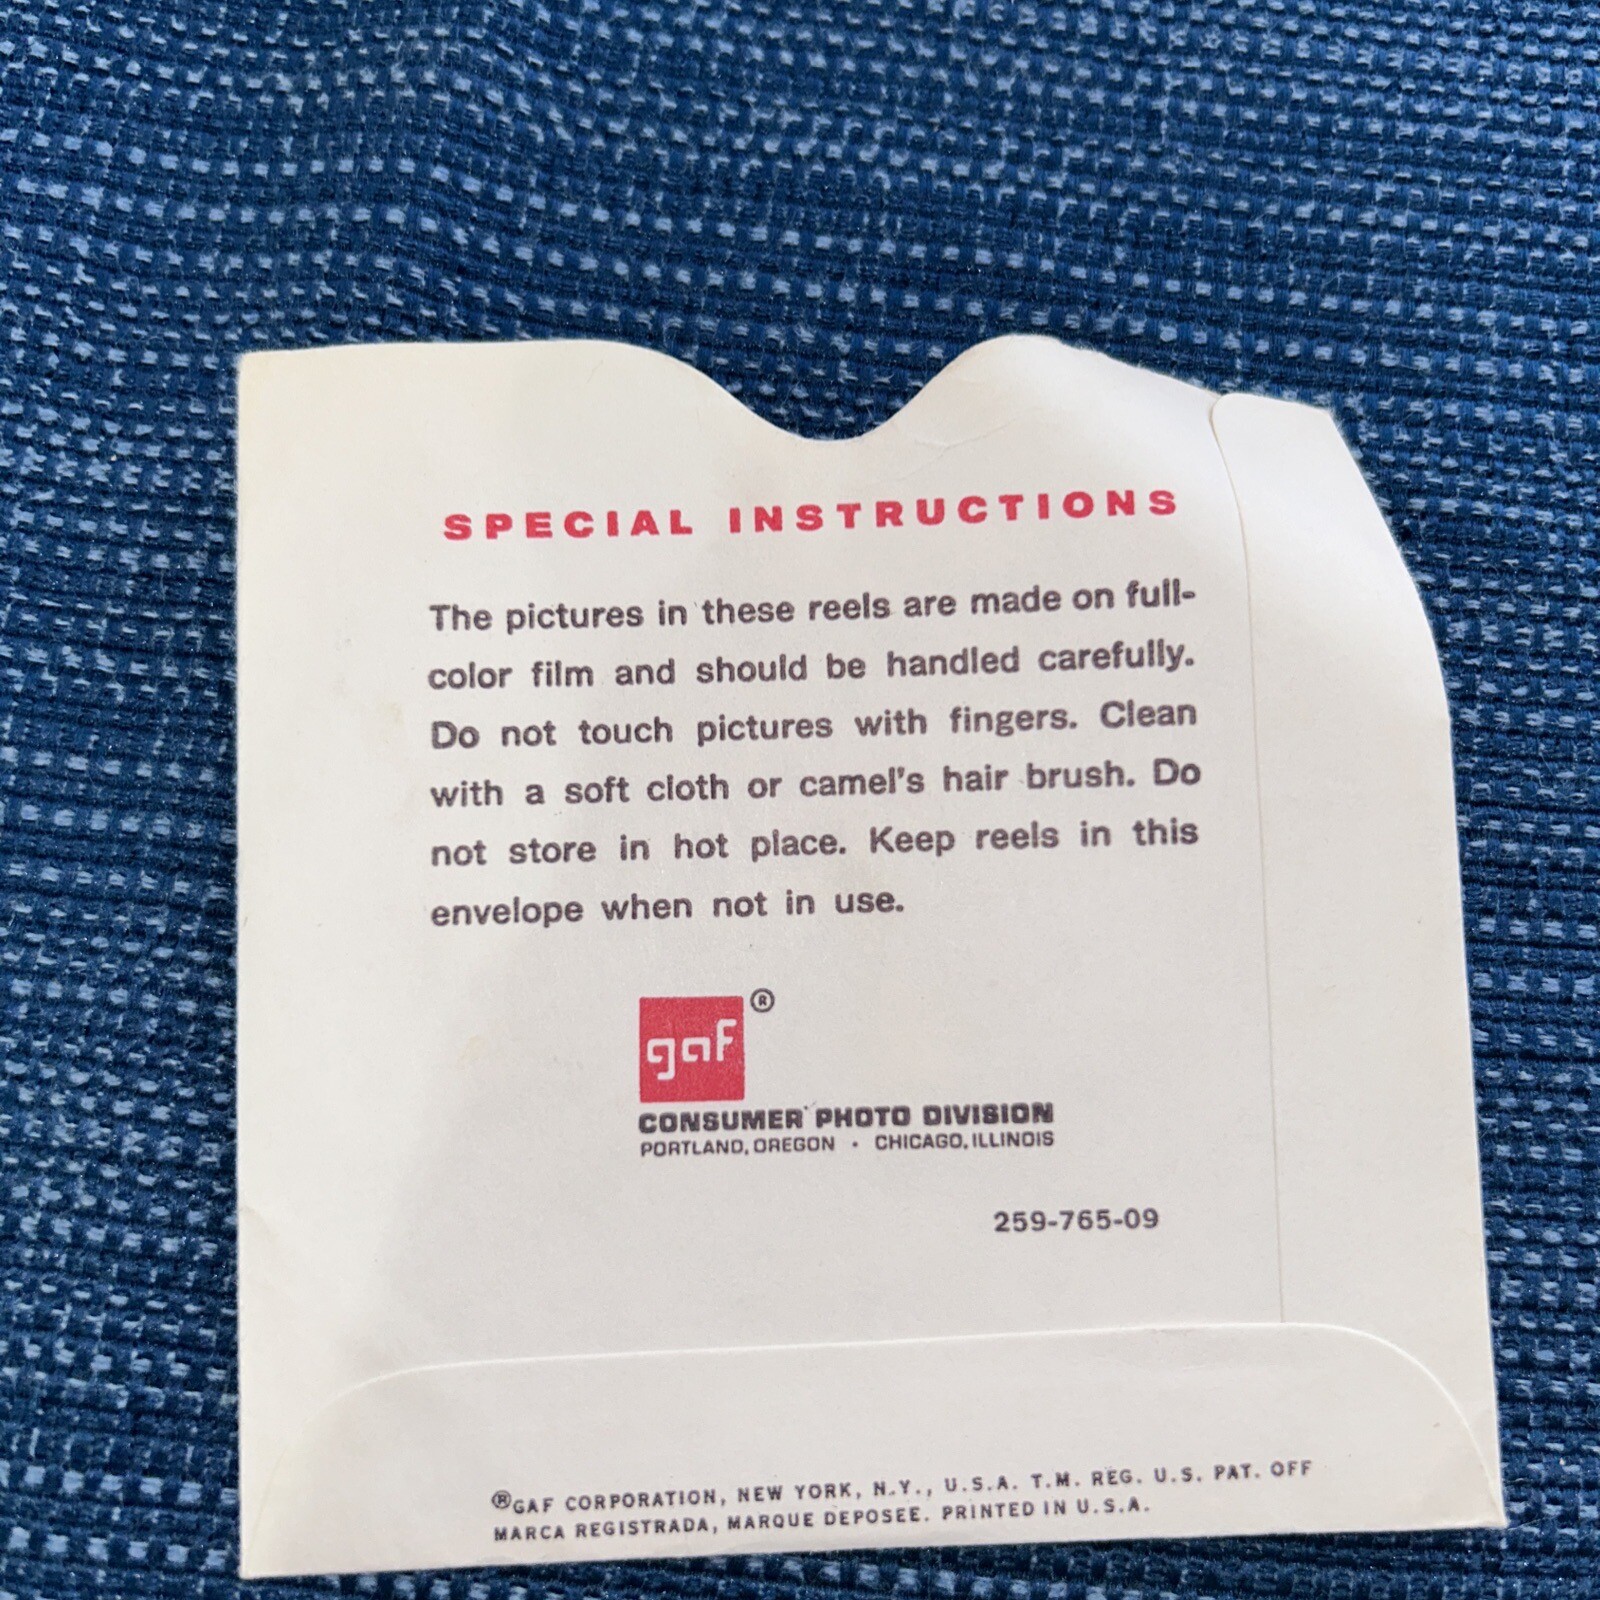 SPECIAL INSTRUCTIONS
The pictures in these reels are made on full-
color film and should be handled carefully.
Do not touch pictures with fingers. Clean
with a soft cloth or camel's hair brush. Do
not store in hot place. Keep reels in this
envelope when not in use.
gaf®
CONSUMER PHOTO DIVISION
PORTLAND, OREGON • CHICAGO, ILLINOIS
259-765-09
®GAF CORPORATION, NEW YORK, N.Y., U.S.A. T.M. REG. U.S. PAT. OFF
MARCA REGISTRADA, MARQUE DEPOSEE. PRINTED IN U.S.A.